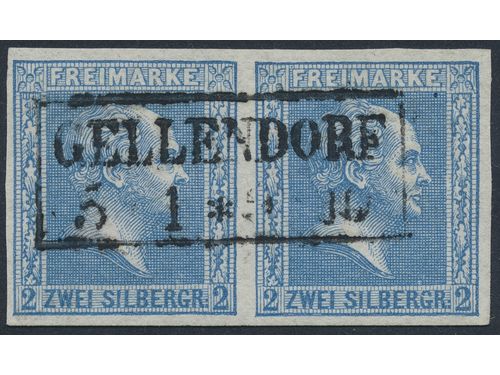 FREIMARKE FREIMARKE
GELLENDORF
5 1 *
2 ZWEI SILBERGR. 2 2 ZWEI SILBERGR. 2